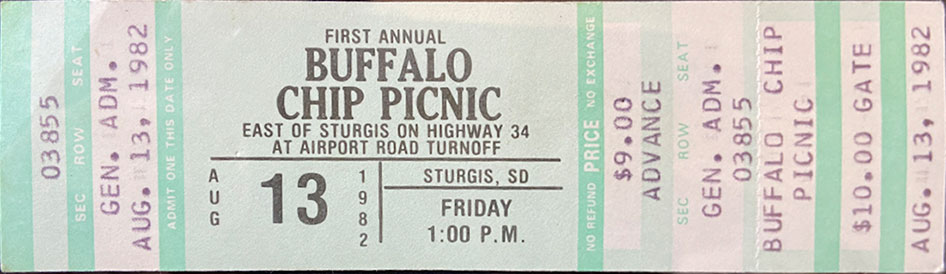 03855
SEC ROW SEAT
GEN. ADM.
AUG. 13, 1982
ADMIT ONE THIS DATE ONLY
FIRST ANNUAL
BUFFALO
CHIP PICNIC
EAST OF STURGIS ON HIGHWAY 34
AT AIRPORT ROAD TURNOFF
AUG 13 1982
STURGIS, SD
FRIDAY
1:00 P.M.
NO REFUND PRICE NO EXCHANGE
$9.00
ADVANCE
SEC ROW SEAT
GEN. ADM.
03855
BUFFALO CHIP
PICNIC
$10.00 GATE
AUG. 13, 1982